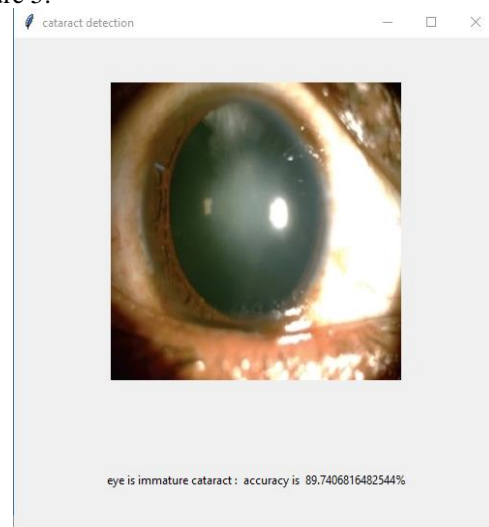 cataract detection
eye is immature cataract : accuracy is 89.7406816482544%